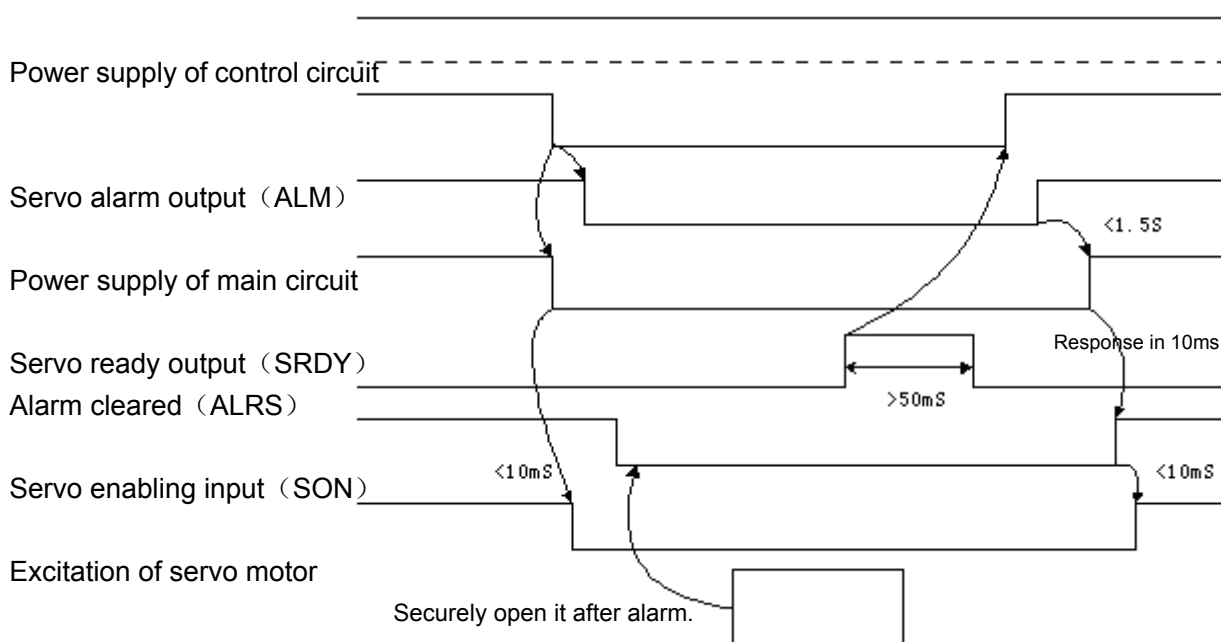 Power supply of control circuit
Servo alarm output（ALM）
<1.5S
Power supply of main circuit
Response in 10ms
Servo ready output（SRDY）
>50mS
Alarm cleared（ALRS）
<10mS
<10mS
Servo enabling input（SON）
Excitation of servo motor
Securely open it after alarm.